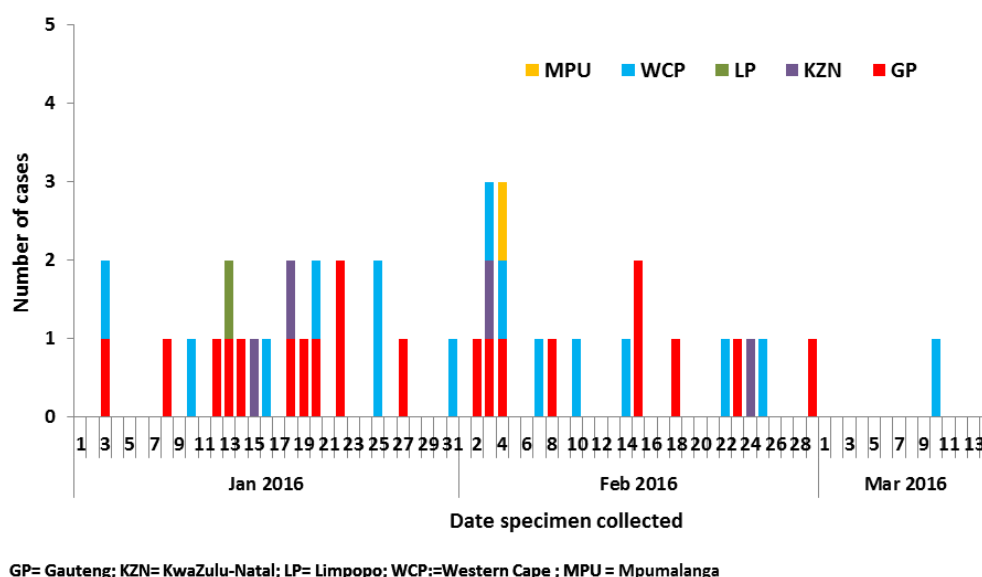 5
MPU WCP LP KZN GP
4
3
2
1
0
Number of cases
1 3 5 7 9 11 13 15 17 19 21 23 25 27 29 31 2 4 6 8 10 12 14 16 18 20 22 24 26 28 1 3 5 7 9 11 13
Jan 2016 Feb 2016 Mar 2016
Date specimen collected
GP= Gauteng; KZN= KwaZulu-Natal; LP= Limpopo; WCP:=Western Cape ; MPU = Mpumalanga